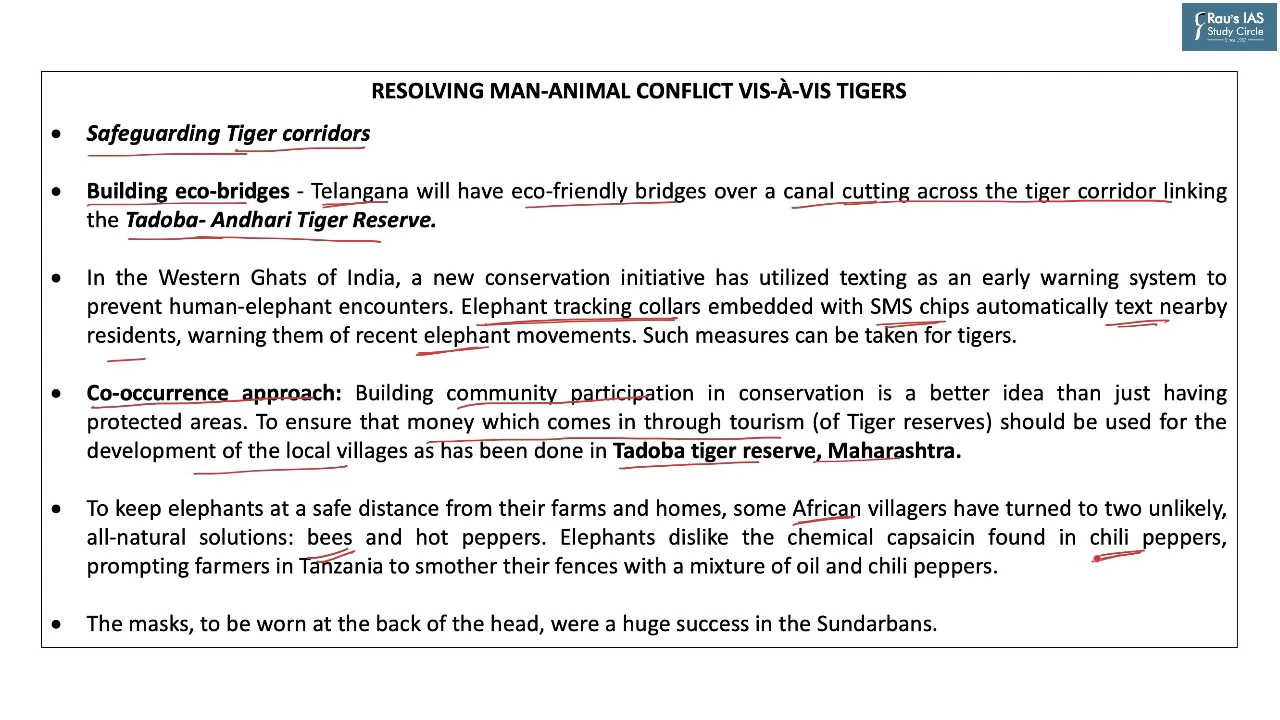 Rau's IAS
Study Circle
Since 1953
RESOLVING MAN-ANIMAL CONFLICT VIS-À-VIS TIGERS
• Safeguarding Tiger corridors
• Building eco-bridges - Telangana will have eco-friendly bridges over a canal cutting across the tiger corridor linking
the Tadoba- Andhari Tiger Reserve.
• In the Western Ghats of India, a new conservation initiative has utilized texting as an early warning system to
prevent human-elephant encounters. Elephant tracking collars embedded with SMS chips automatically text nearby
residents, warning them of recent elephant movements. Such measures can be taken for tigers.
• Co-occurrence approach: Building community participation in conservation is a better idea than just having
protected areas. To ensure that money which comes in through tourism (of Tiger reserves) should be used for the
development of the local villages as has been done in Tadoba tiger reserve, Maharashtra.
• To keep elephants at a safe distance from their farms and homes, some African villagers have turned to two unlikely,
all-natural solutions: bees and hot peppers. Elephants dislike the chemical capsaicin found in chili peppers,
prompting farmers in Tanzania to smother their fences with a mixture of oil and chili peppers.
• The masks, to be worn at the back of the head, were a huge success in the Sundarbans.